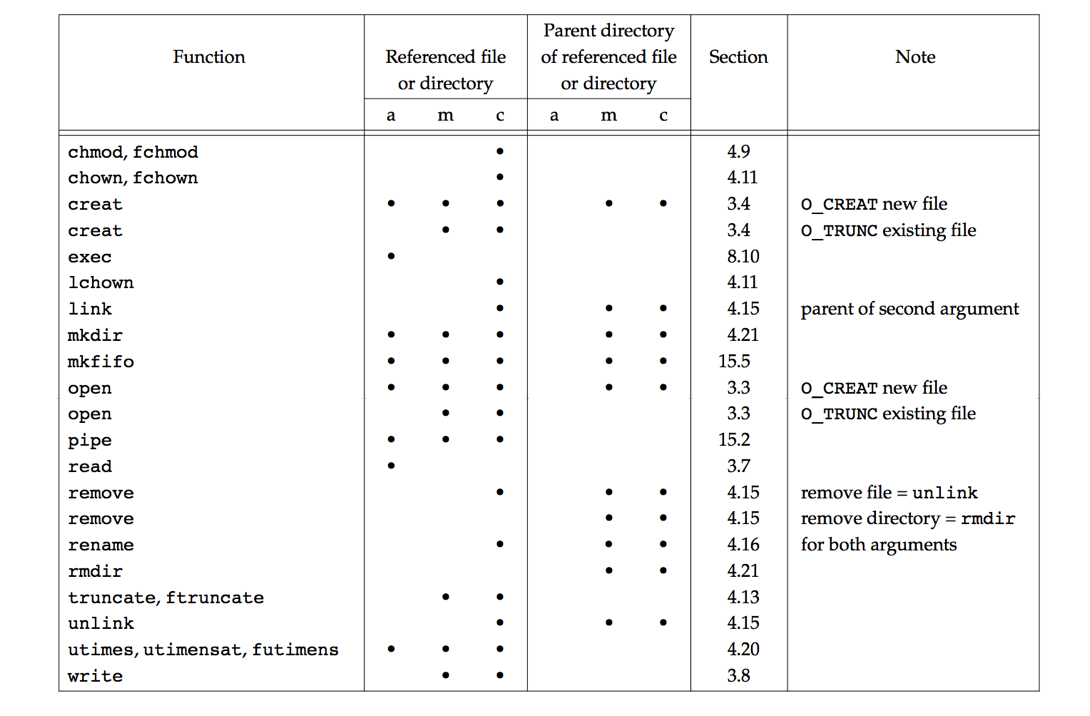 Function Referenced file or directory Parent directory of referenced file or directory Section Note
a m c a m c
chmod, fchmod • 4.9
chown, fchown • 4.11
creat • • • • • 3.4 O_CREAT new file
creat • • 3.4 O_TRUNC existing file
exec • 8.10
lchown • 4.11
link • • • 4.15 parent of second argument
mkdir • • • • • 4.21
mkfifo • • • • • 15.5
open • • • • • 3.3 O_CREAT new file
open • • 3.3 O_TRUNC existing file
pipe • • • 15.2
read • 3.7
remove • • • 4.15 remove file = unlink
remove • • 4.15 remove directory = rmdir
rename • • • 4.16 for both arguments
rmdir • • 4.21
truncate, ftruncate • • 4.13
unlink • • • 4.15
utimes, utimensat, futimens • • • 4.20
write • • 3.8